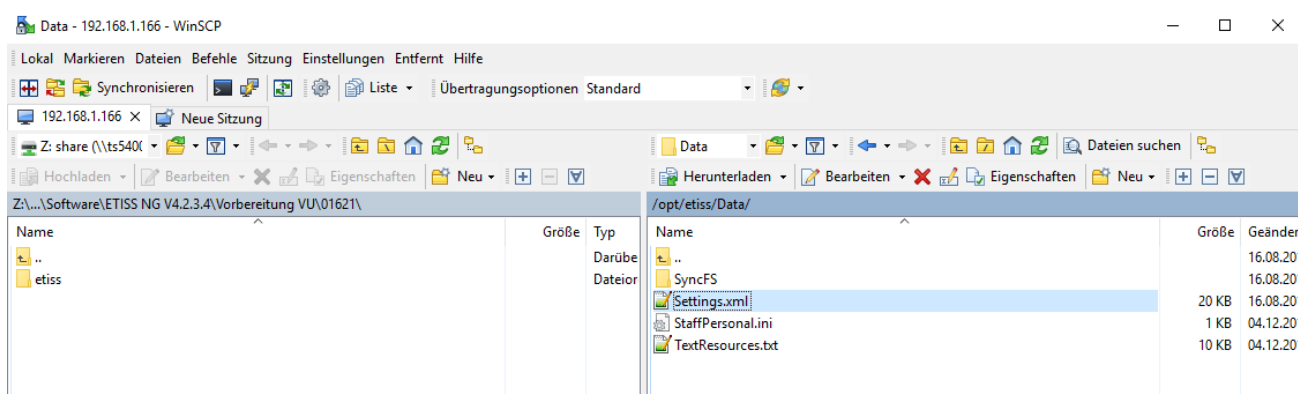 Data - 192.168.1.166 - WinSCP
Lokal Markieren Dateien Befehle Sitzung Einstellungen Entfernt Hilfe
Synchronisieren Liste Übertragungsoptionen Standard
192.168.1.166 Neue Sitzung
Z: share (\\ts540( Data Dateien suchen
Hochladen Bearbeiten Eigenschaften Neu Herunterladen Bearbeiten Eigenschaften Neu
Z:\...\Software\ETISS NG V4.2.3.4\Vorbereitung VU\01621\ /opt/etiss/Data/
Name Größe Typ Name Größe Änder
.. Darübe .. 16.08.20
etiss Dateior SyncFS 16.08.20
Settings.xml 20 KB 16.08.20
StaffPersonal.ini 1 KB 04.12.20
TextResources.txt 10 KB 04.12.20